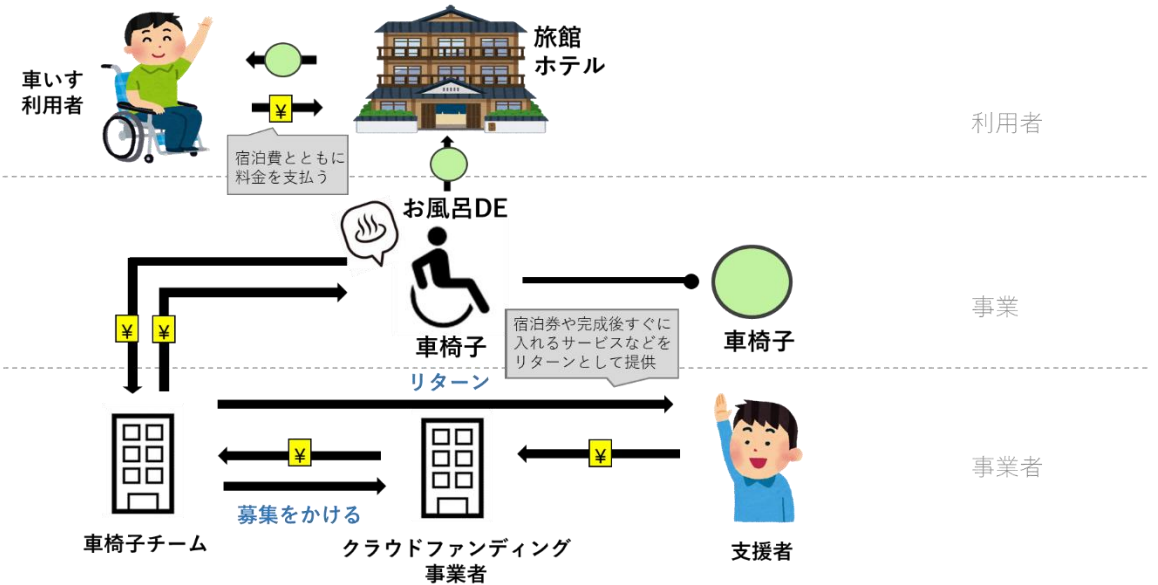 車いす
利用者
旅館
ホテル
¥
宿泊費とともに
料金を支払う
利用者
お風呂DE
車椅子
宿泊券や完成後すぐに
入れるサービスなどを
リターンとして提供
車椅子
事業
¥
¥
リターン
¥
¥
募集をかける
車椅子チーム
クラウドファンディング
事業者
支援者
事業者